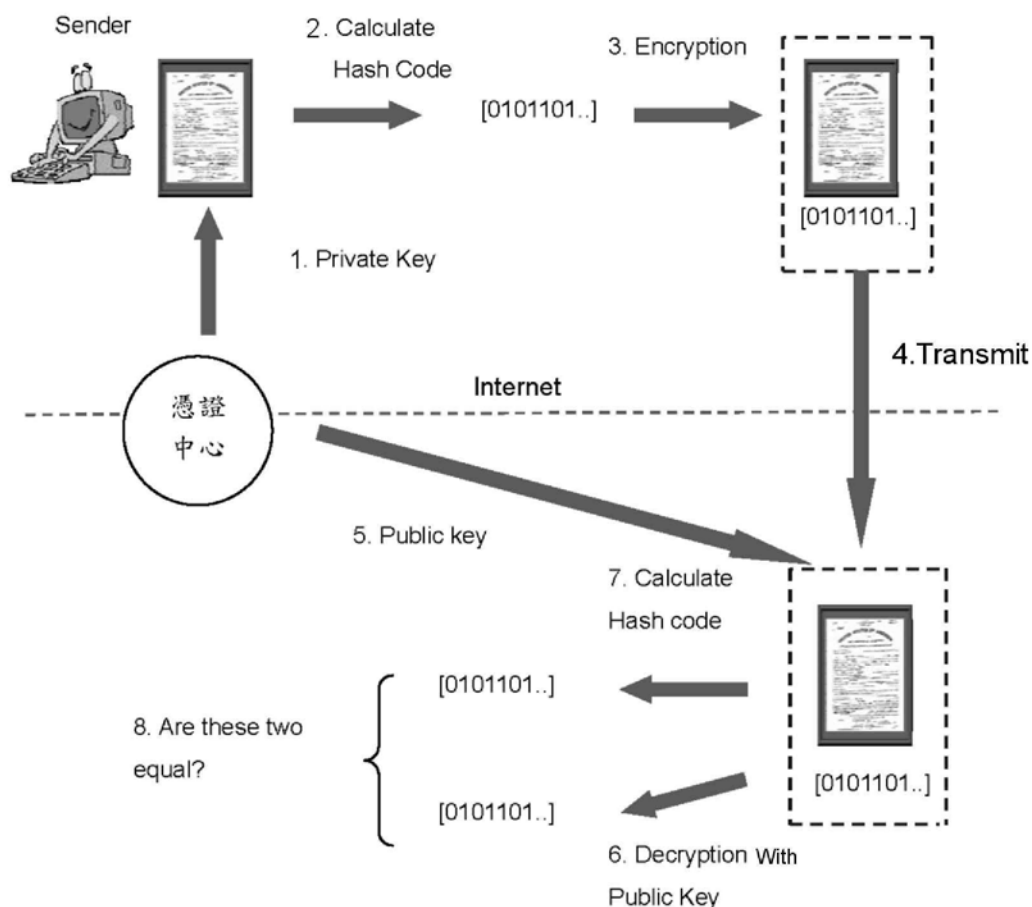 Sender
2. Calculate
Hash Code
[0101101..]
3. Encryption
[0101101..]
1. Private Key
4.Transmit
Internet
憑證
中心
5. Public key
7. Calculate
Hash code
[0101101..]
8. Are these two
equal?
[0101101..]
[0101101..]
6. Decryption With
Public Key